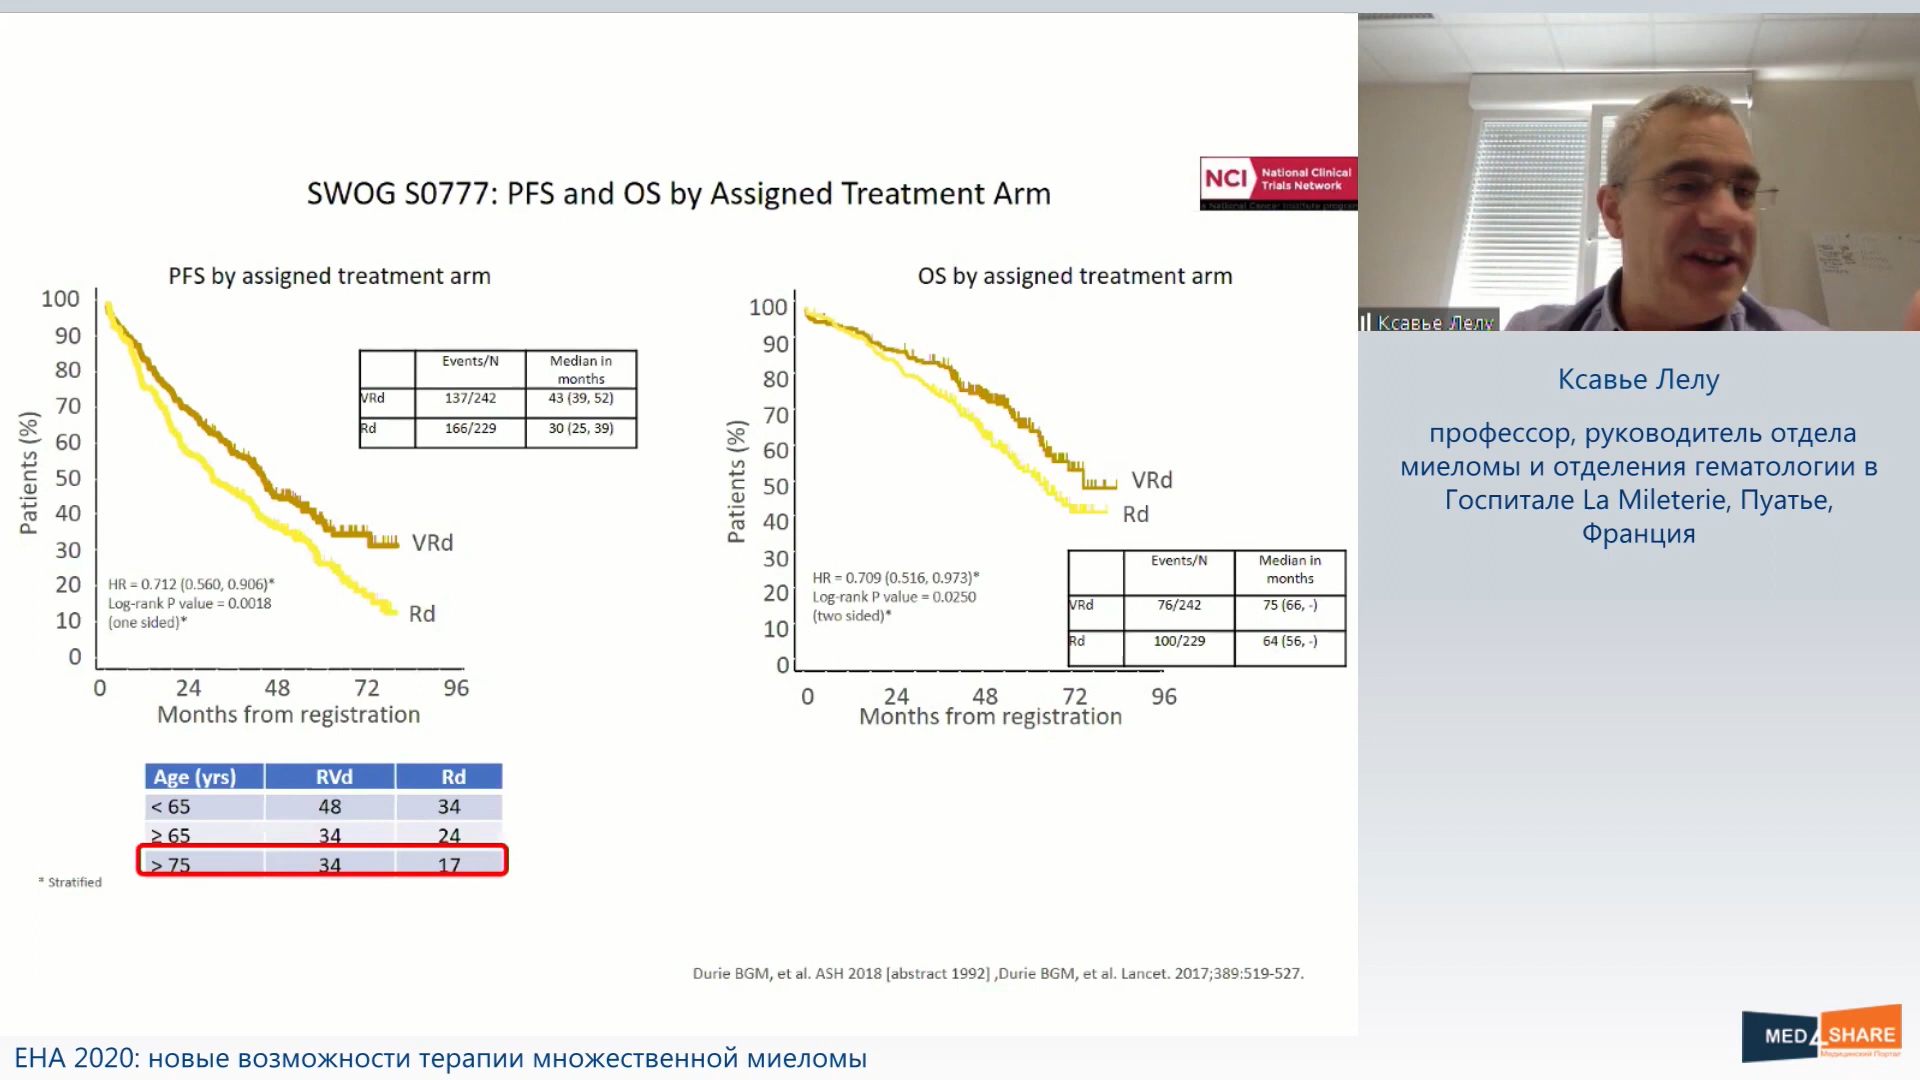 SWOG S0777: PFS and OS by Assigned Treatment Arm
NCI National Clinical
Trials Network
PFS by assigned treatment arm
100
90
80
70
60
50
40
30
20
10
0
Patients (%)
Events/N Median in
months
VRd 137/242 43 (39, 52)
Rd 166/229 30 (25, 39)
VRd
Rd
HR = 0.712 (0.560, 0.906)*
Log-rank P value = 0.0018
(one sided)*
0 24 48 72 96
Months from registration
OS by assigned treatment arm
100
90
80
70
60
50
40
30
20
10
0
Patients (%)
VRd
Rd
HR = 0.709 (0.516, 0.973)*
Log-rank P value = 0.0250
(two sided)*
Events/N Median in
months
VRd 76/242 75 (66, -)
Rd 100/229 64 (56, -)
0 24 48 72 96
Months from registration
Age (yrs) RVd Rd
< 65 48 34
≥ 65 34 24
> 75 34 17
* Stratified
Durie BGM, et al. ASH 2018 [abstract 1992] ,Durie BGM, et al. Lancet. 2017;389:519-527.
Ксавье Лелу
Ксавье Лелу
профессор, руководитель отдела
миеломы и отделения гематологии в
Госпитале La Mileterie, Пуатье,
Франция
MED4SHARE
Медицинский Портал
EHA 2020: новые возможности терапии множественной миеломы